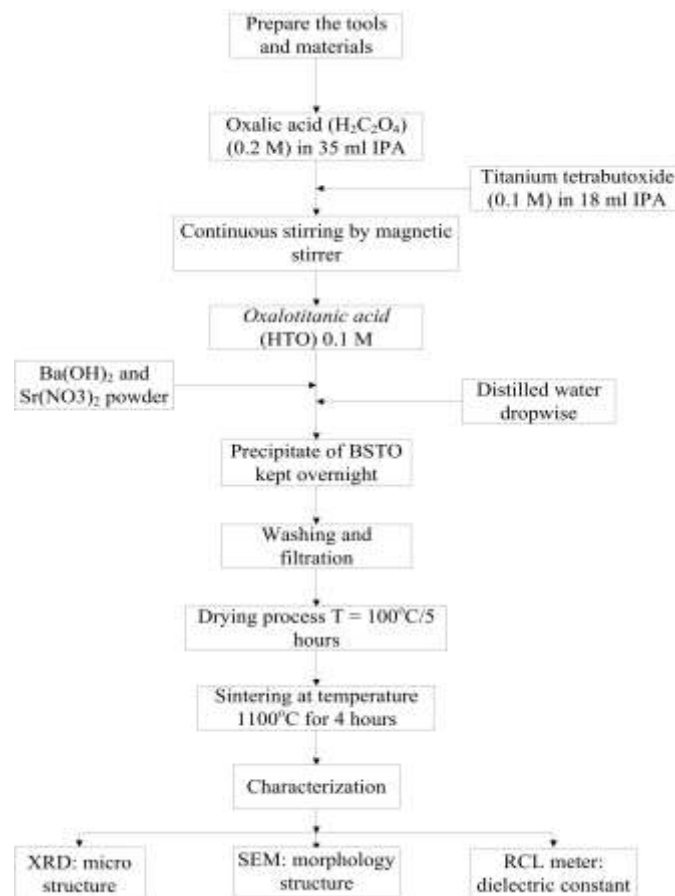 Prepare the tools
and materials
Oxalic acid (H₂C₂O₄)
(0.2 M) in 35 ml IPA
Titanium tetrabutoxide
(0.1 M) in 18 ml IPA
Continuous stirring by magnetic
stirrer
Oxalotitanic acid
(HTO) 0.1 M
Ba(OH)₂ and
Sr(NO3)₂ powder
Distilled water
dropwise
Precipitate of BSTO
kept overnight
Washing and
filtration
Drying process T = 100°C/5
hours
Sintering at temperature
1100°C for 4 hours
Characterization
XRD: micro
structure
SEM: morphology
structure
RCL meter:
dielectric constant